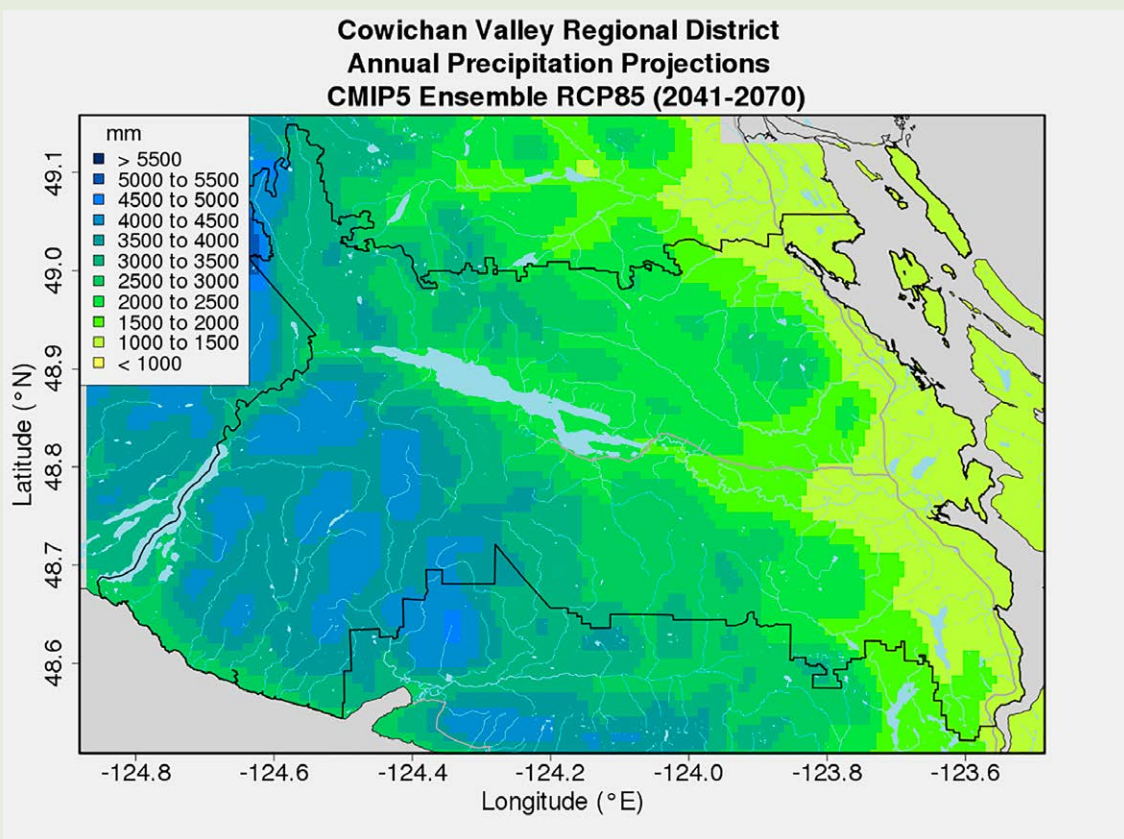 Cowichan Valley Regional District
Annual Precipitation Projections
CMIP5 Ensemble RCP85 (2041-2070)
mm
> 5500
5000 to 5500
4500 to 5000
4000 to 4500
3500 to 4000
3000 to 3500
2500 to 3000
2000 to 2500
1500 to 2000
1000 to 1500
< 1000
Latitude (°N)
49.1
49.0
48.9
48.8
48.7
48.6
-124.8 -124.6 -124.4 -124.2 -124.0 -123.8 -123.6
Longitude (°E)